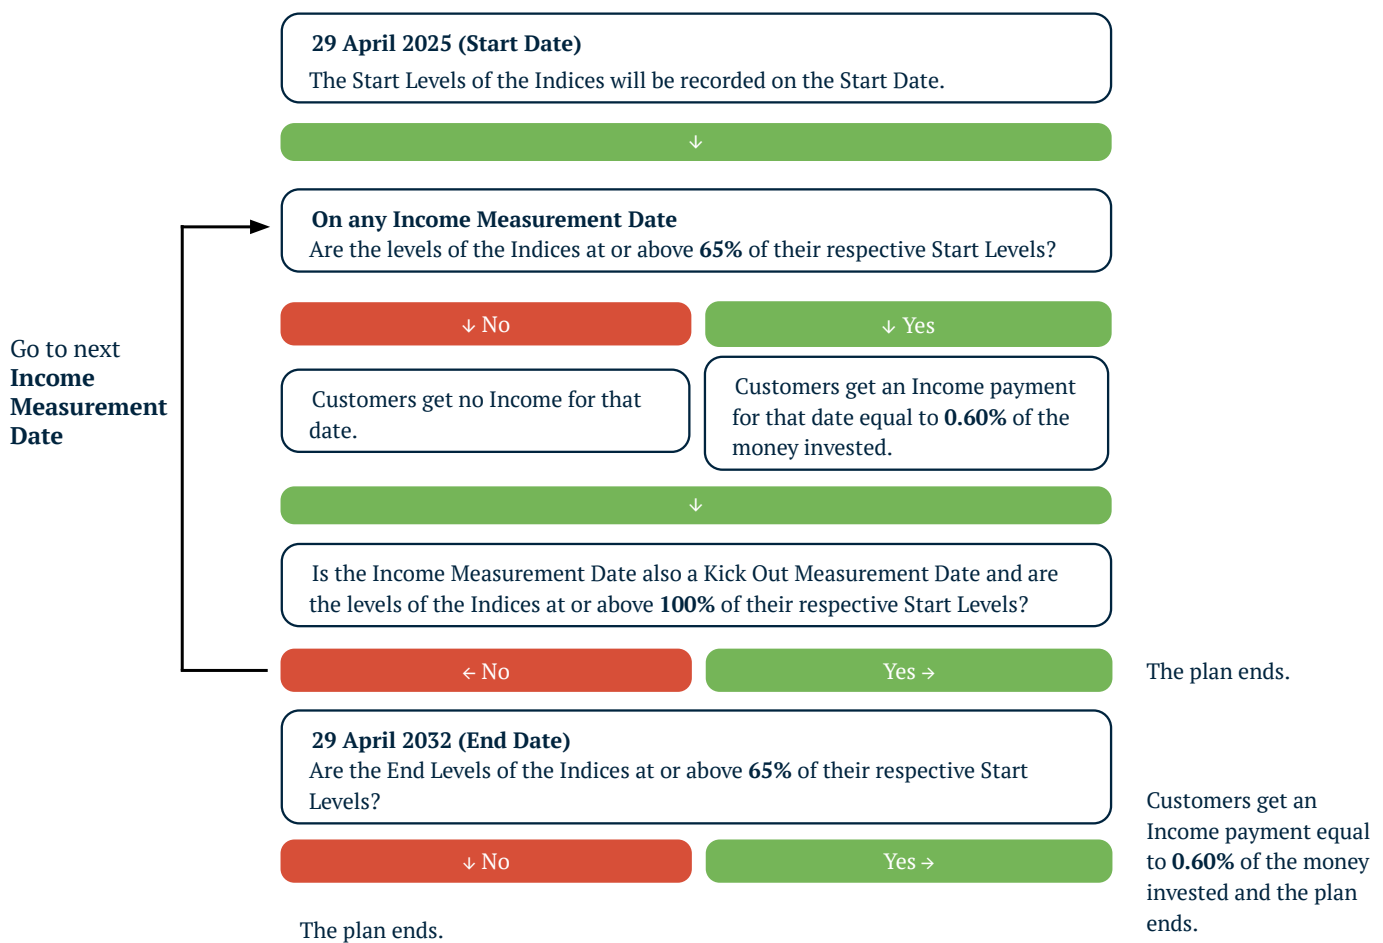 29 April 2025 (Start Date)
The Start Levels of the Indices will be recorded on the Start Date.
↓
On any Income Measurement Date
Are the levels of the Indices at or above 65% of their respective Start Levels?
↓ No
↓ Yes
Go to next
Income
Measurement
Date
Customers get no Income for that
date.
Customers get an Income payment
for that date equal to 0.60% of the
money invested.
↓
Is the Income Measurement Date also a Kick Out Measurement Date and are
the levels of the Indices at or above 100% of their respective Start Levels?
← No
Yes →
The plan ends.
29 April 2032 (End Date)
Are the End Levels of the Indices at or above 65% of their respective Start
Levels?
↓ No
Yes →
Customers get an
Income payment equal
to 0.60% of the money
invested and the plan
ends.
The plan ends.